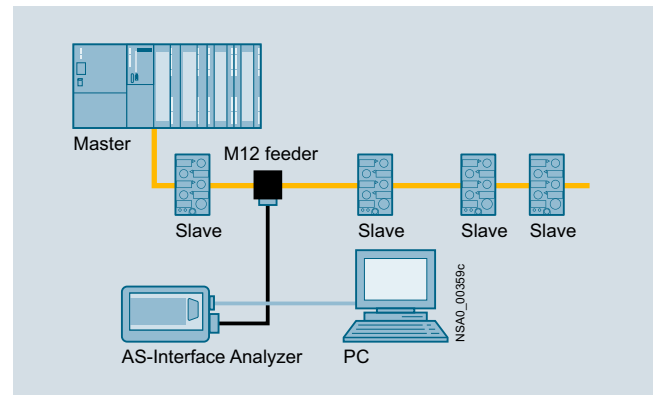 Master
M12 feeder
Slave
Slave
Slave
Slave
AS-Interface Analyzer
PC
NSA0_00359c